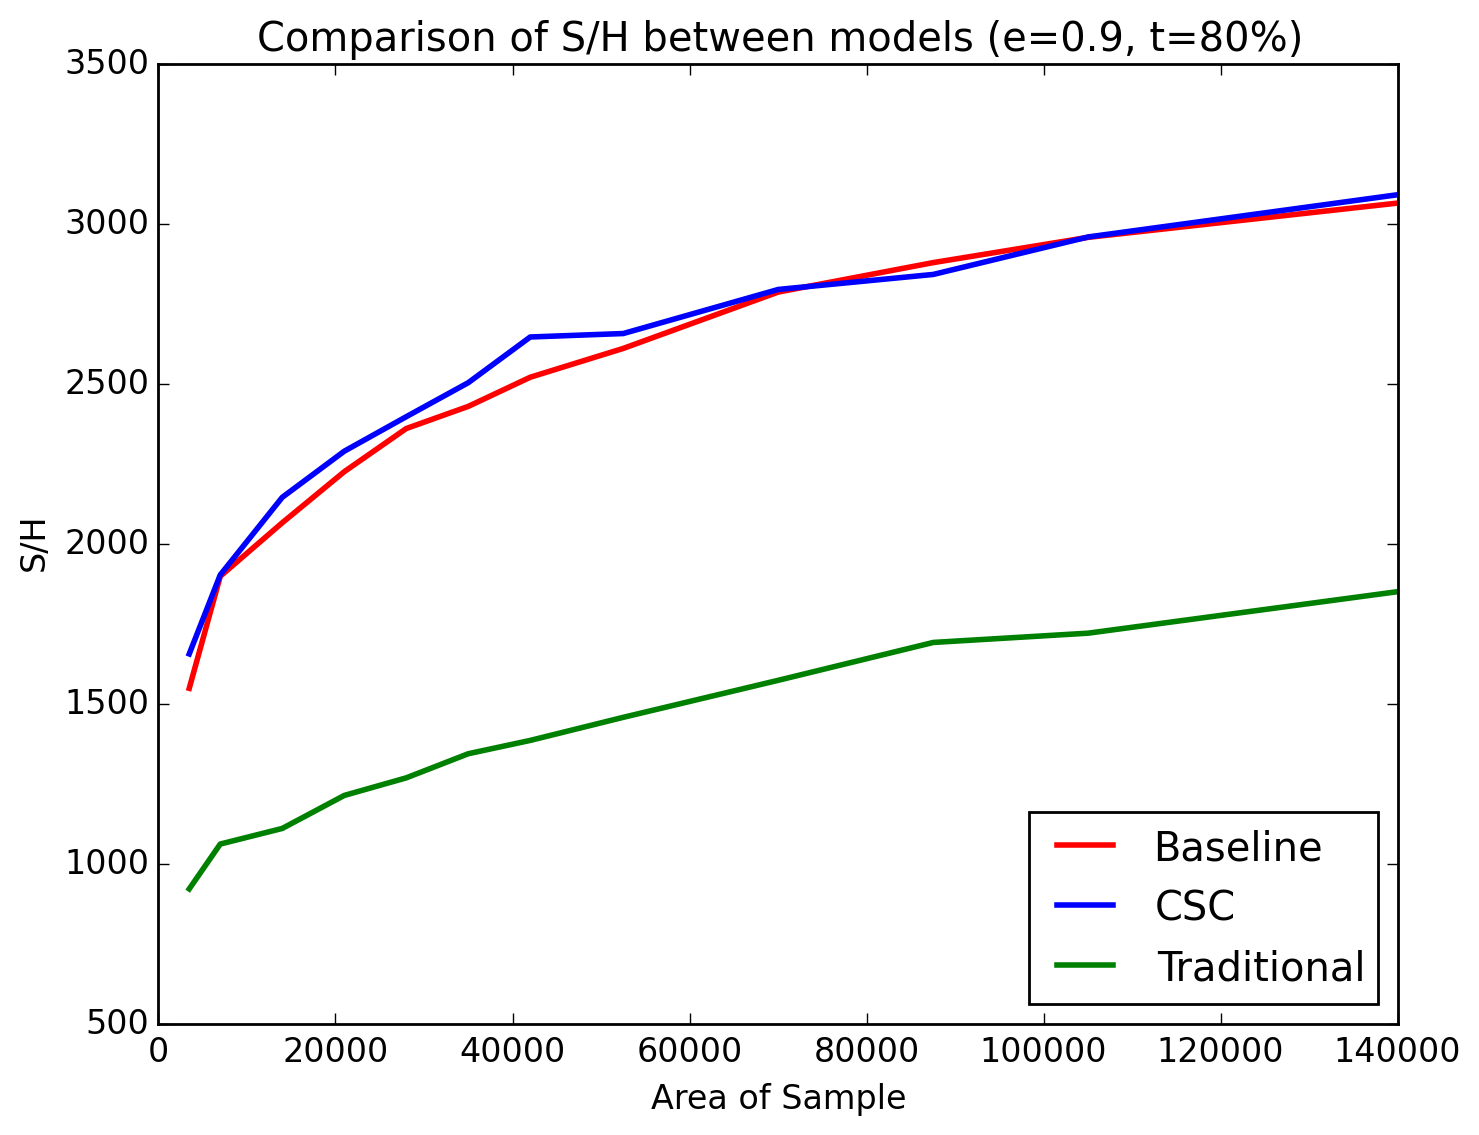 Comparison of S/H between models (e=0.9, t=80%)
3500
3000
2500
2000
1500
1000
500
S/H
Baseline
CSC
Traditional
0 20000 40000 60000 80000 100000 120000 140000
Area of Sample